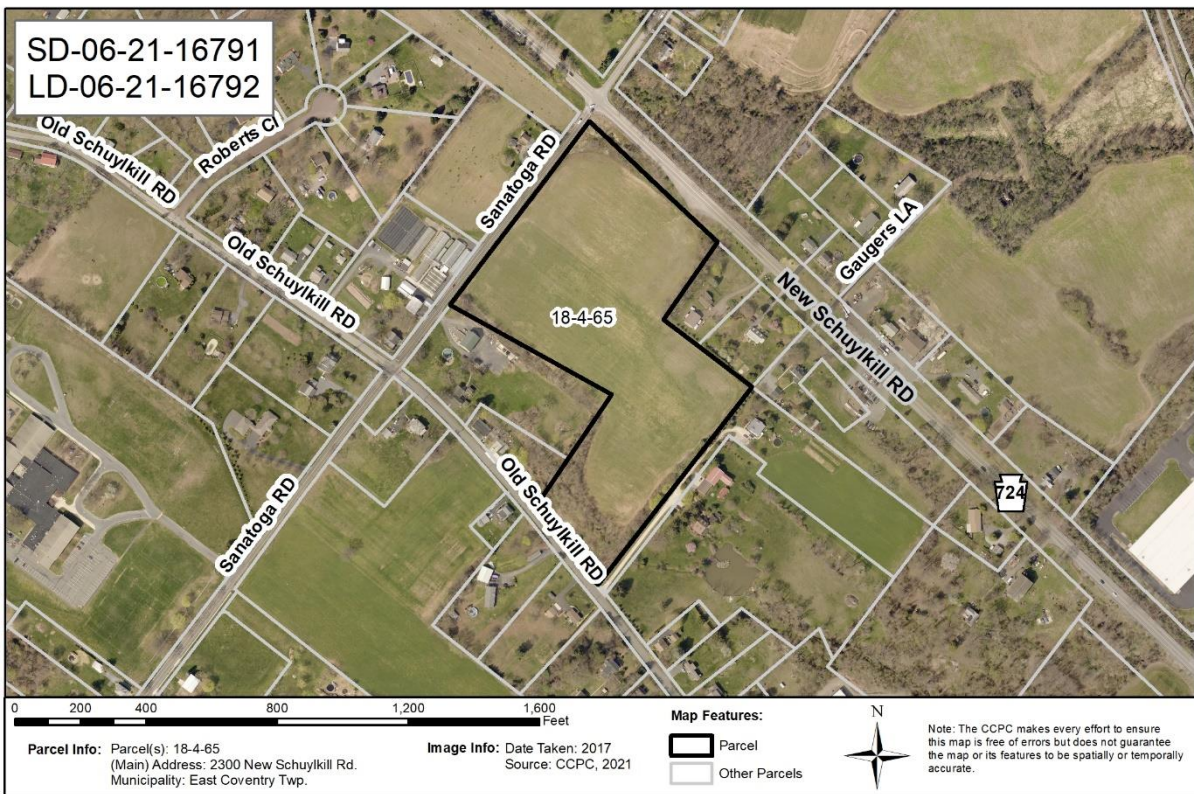 SD-06-21-16791
LD-06-21-16792
Old Schuylkill RD
Roberts Cl
Sanatoga RD
Old Schuylkill RD
Gaugers LA
New Schuylkill RD
18-4-65
Old Schuylkill RD
Sanatoga RD
724
0 200 400 800 1,200 1,600
Feet
Parcel Info: Parcel(s): 18-4-65
(Main) Address: 2300 New Schuylkill Rd.
Municipality: East Coventry Twp.
Image Info: Date Taken: 2017
Source: CCPC, 2021
Map Features:
Parcel
Other Parcels
N
Note: The CCPC makes every effort to ensure
this map is free of errors but does not guarantee
the map or its features to be spatially or temporally
accurate.